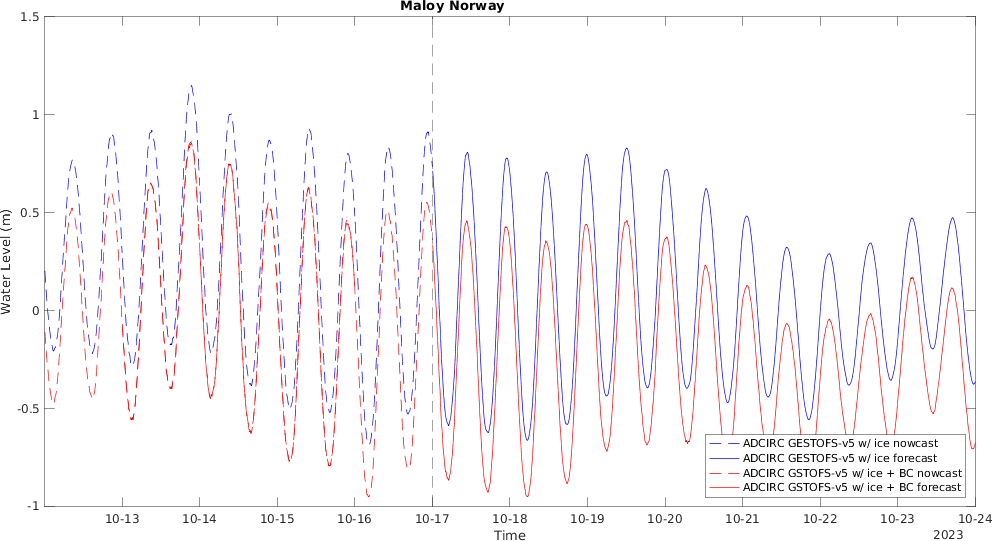 Maloy Norway
1.5
1
0.5
0
-0.5
-1
Water Level (m)
10-13 10-14 10-15 10-16 10-17 10-18 10-19 10-20 10-21 10-22 10-23 10-24
Time
2023
ADCIRC GESTOFS-v5 w/ ice nowcast
ADCIRC GESTOFS-v5 w/ ice forecast
ADCIRC GSTOFS-v5 w/ ice + BC nowcast
ADCIRC GSTOFS-v5 w/ ice + BC forecast